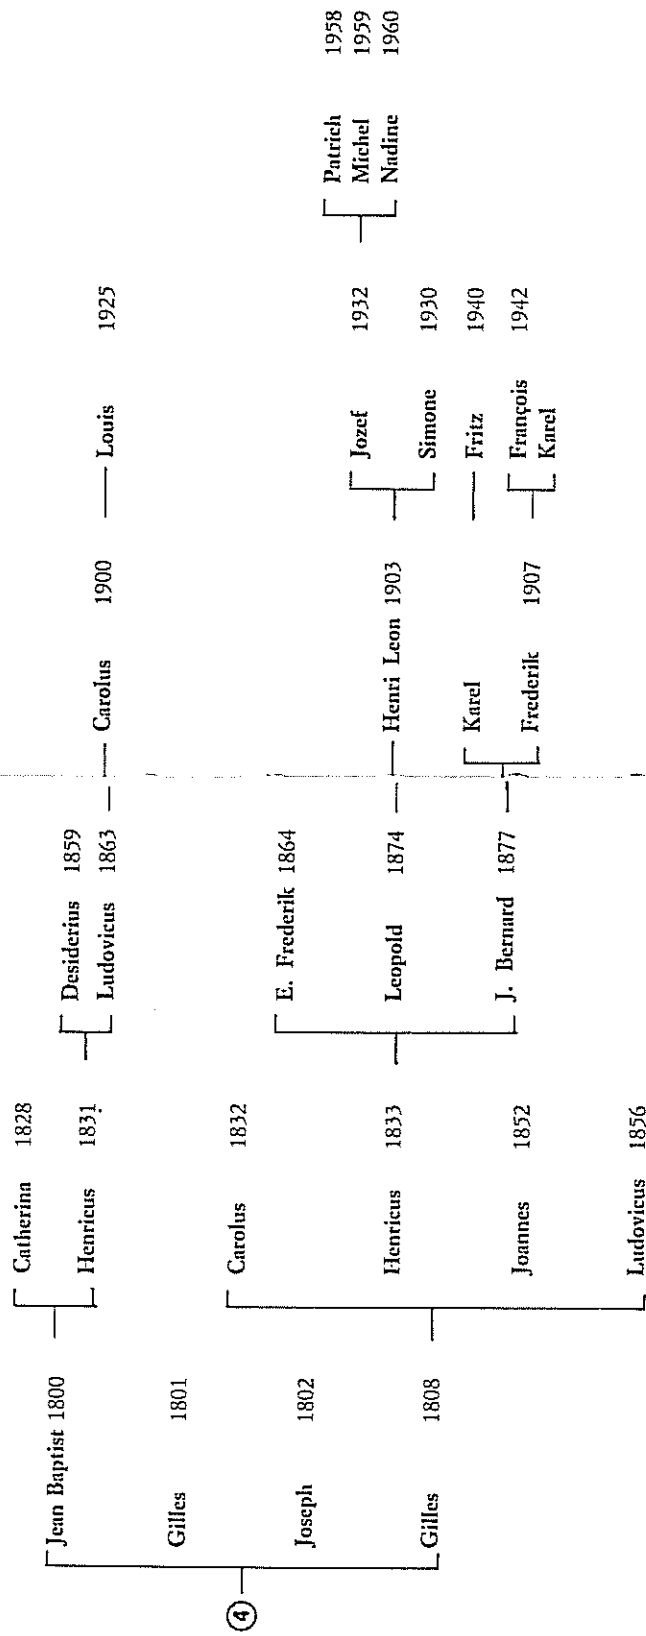 4
Jean Baptist 1800
Gilles 1801
Joseph 1802
Gilles 1808
Catherina 1828
Henricus 1831
Carolus 1832
Henricus 1833
Joannes 1852
Ludovicus 1856
Desiderius 1859
Ludovicus 1863
E. Frederik 1864
Leopold 1874
J. Bernard 1877
Carolus 1900
Henri Leon 1903
Karel
Frederik 1907
Louis 1925
Jozef 1932
Simone 1930
Fritz 1940
François 1942
Karel
Patrich 1958
Michel 1959
Nadine 1960